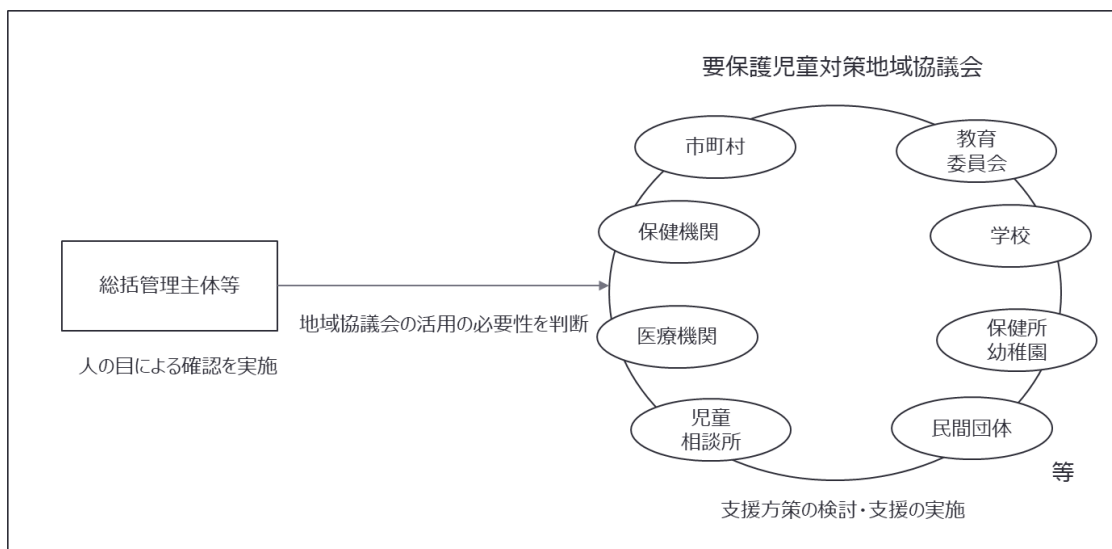 要保護児童対策地域協議会
市町村
教育
委員会
保健機関
学校
総括管理主体等
地域協議会の活用の必要性を判断
人の目による確認を実施
医療機関
保健所
幼稚園
児童
相談所
民間団体
等
支援方策の検討・支援の実施